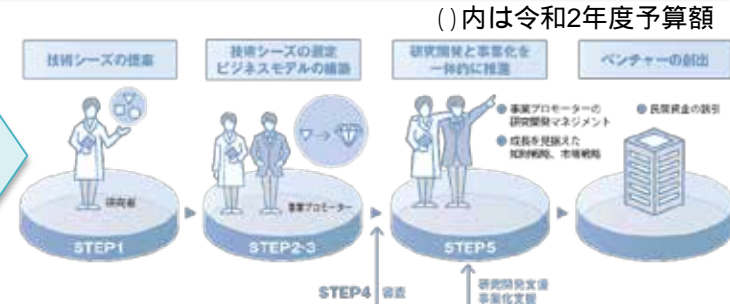 ()内は令和2年度予算額
技術シーズの提案
技術シーズの選定
ビジネスモデルの構築
研究開発と事業化を
一体的に推進
ベンチャーの創出
研究者
STEP1
事業プロモーター
STEP2-3
● 事業プロモーターの
研究開発マネジメント
● 成長を見据えた
知財戦略、市場戦略
STEP5
● 民間資金の誘引
STEP4 審査
研究開発支援
事業化支援